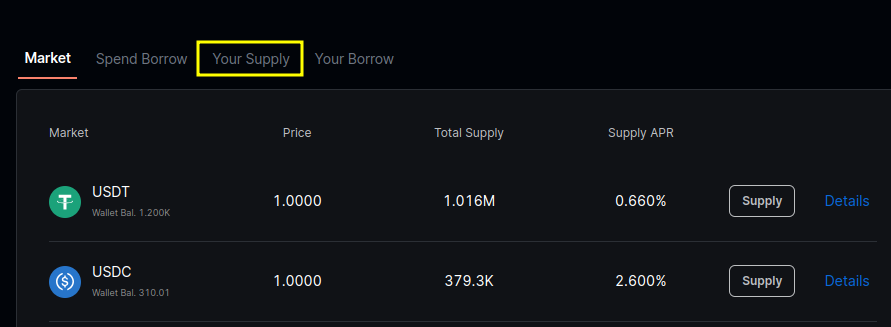 Market Spend Borrow Your Supply Your Borrow
Market Price Total Supply Supply APR
USDT
Wallet Bal. 1.200K
1.0000 1.016M 0.660% Supply Details
USDC
Wallet Bal. 310.01
1.0000 379.3K 2.600% Supply Details